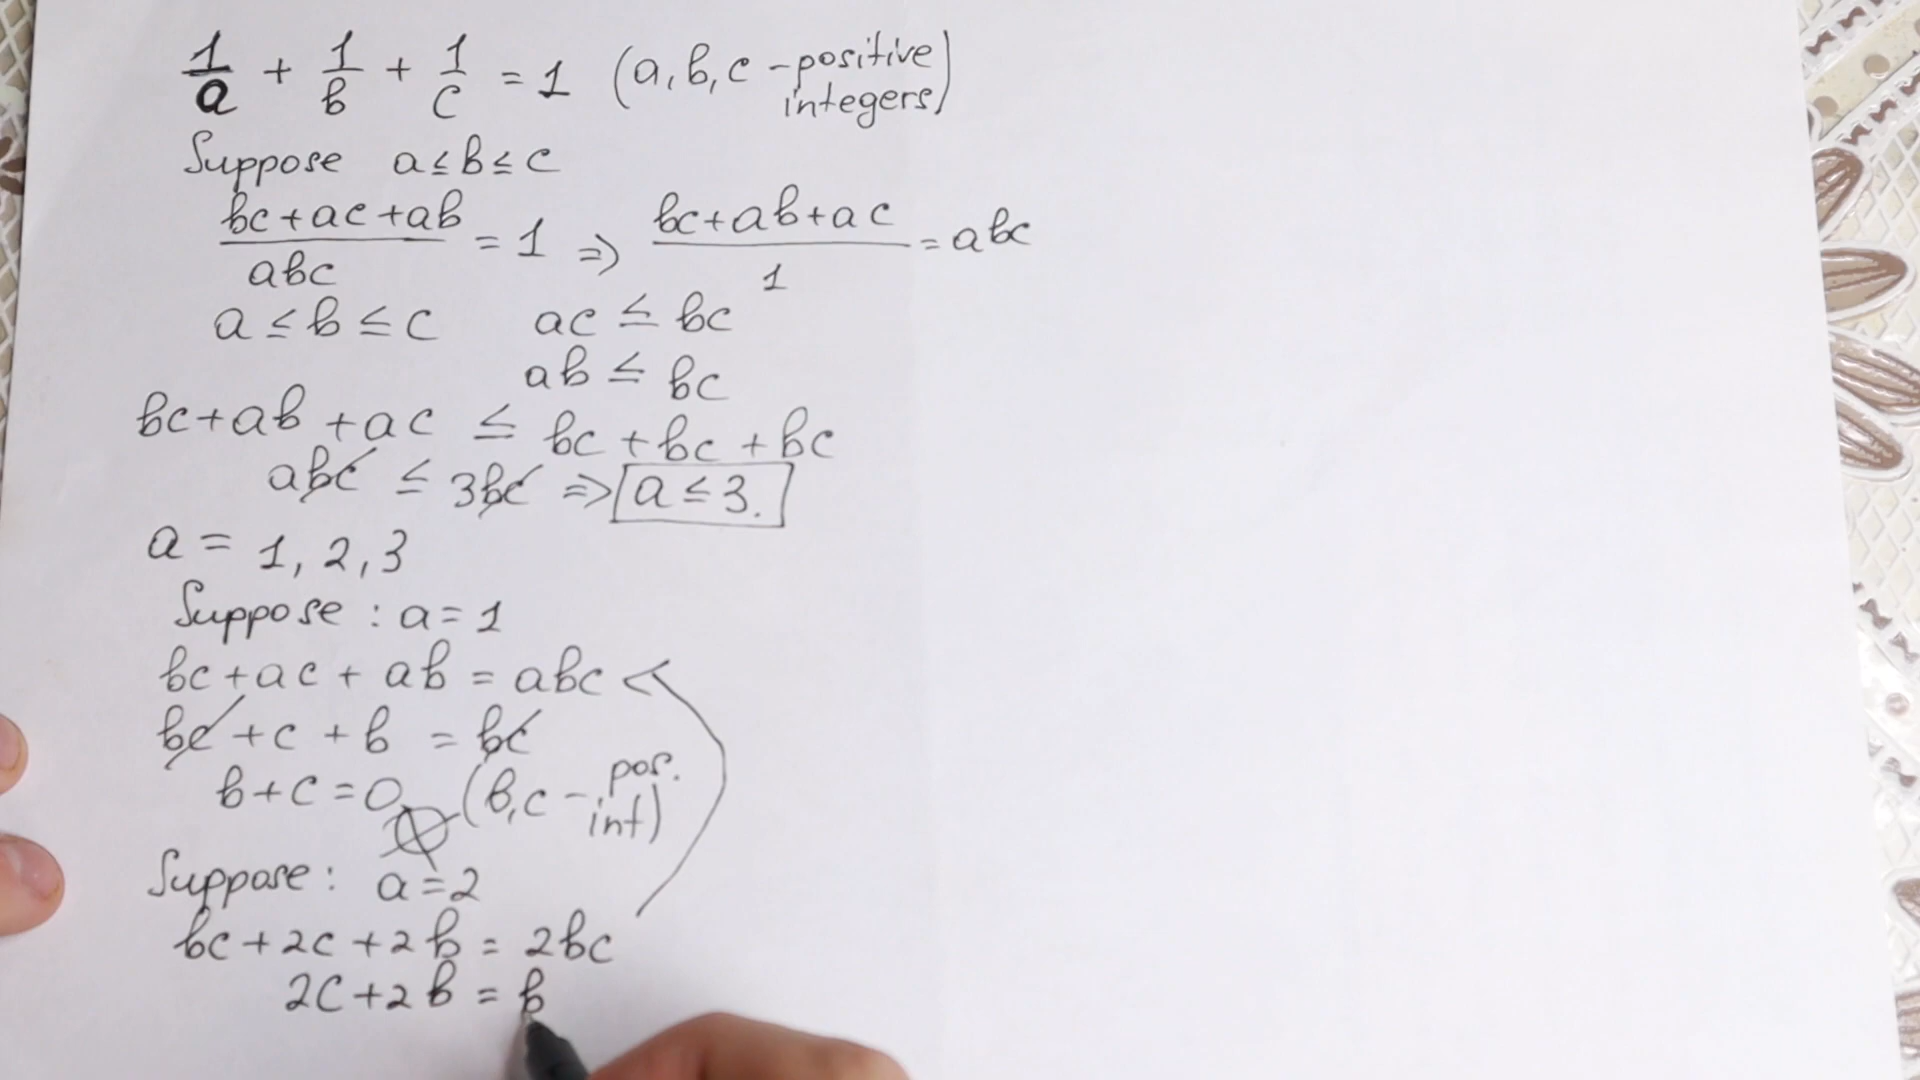 1/a + 1/b + 1/c = 1 (a, b, c - positive integers)
Suppose a ≤ b ≤ c
(bc + ac + ab)/abc = 1 ⇒ (bc + ab + ac)/1 = abc
a ≤ b ≤ c    ac ≤ bc
ab ≤ bc
bc + ab + ac ≤ bc + bc + bc
abc ≤ 3bc ⇒ a ≤ 3.
a = 1, 2, 3
Suppose : a = 1
bc + ac + ab = abc
bc + c + b = bc
b + c = 0 (b, c - pos. int)
Suppose : a = 2
bc + 2c + 2b = 2bc
2c + 2b = b